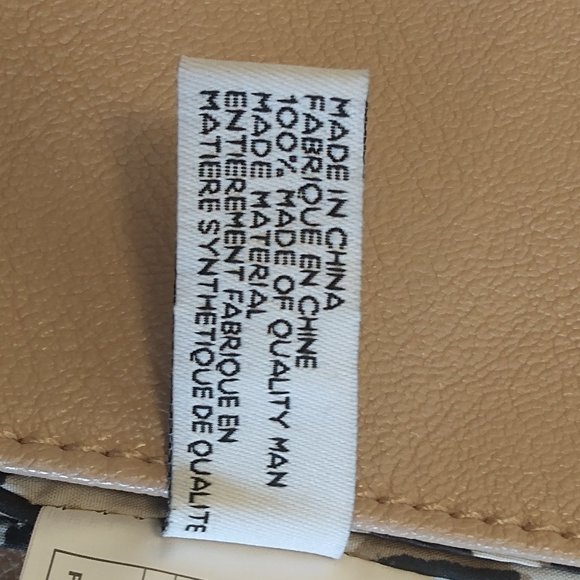 MADE IN CHINA
FABRIQUE EN CHINE
100% MADE OF QUALITY MAN
MADE MATERIAL
ENTIEREMENT FABRIQUE EN
MATIERE SYNTHETIQUE DE QUALITE